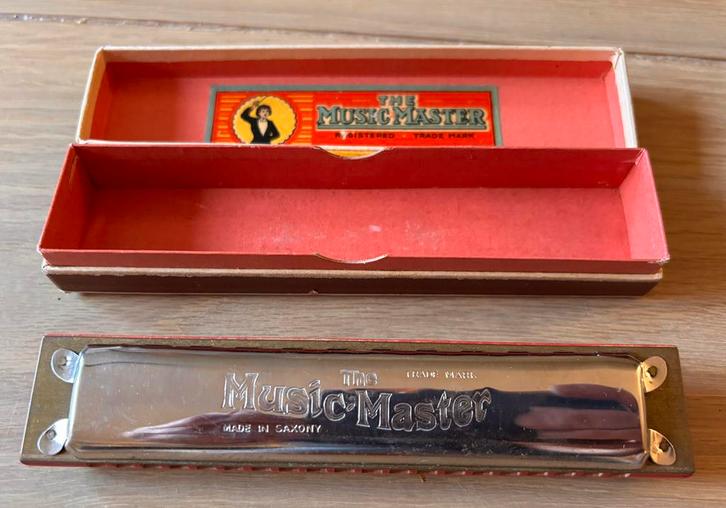 THE
MUSIC MASTER
REGISTERED · TRADE MARK
The
TRADE MARK
Music-Master
MADE IN SAXONY